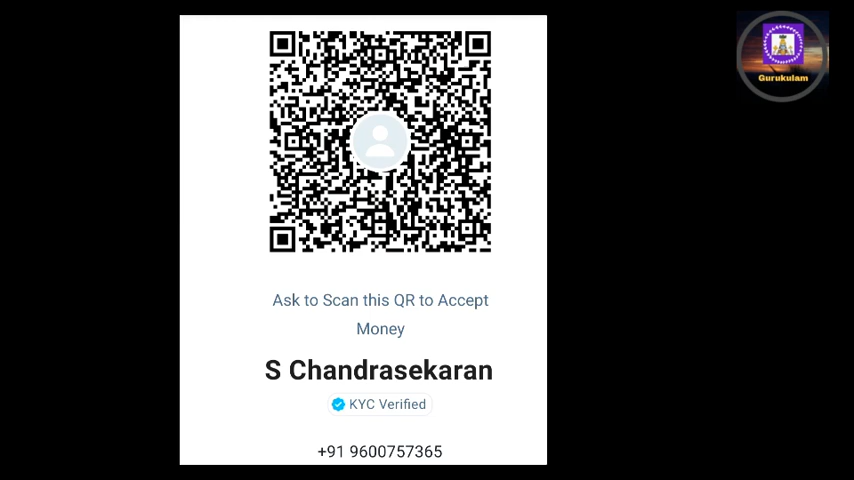 Gurukulam
Ask to Scan this QR to Accept
Money
S Chandrasekaran
KYC Verified
+91 9600757365